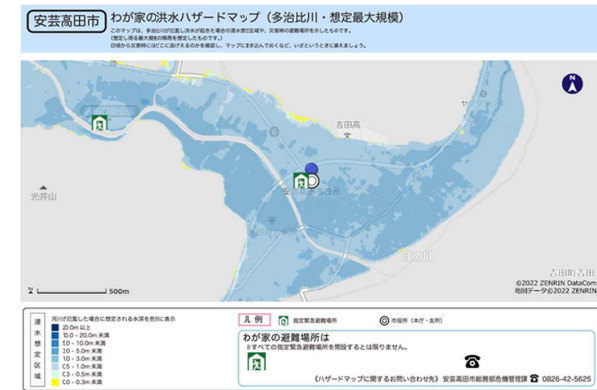 安芸高田市
わが家の洪水ハザードマップ（多治比川・想定最大規模）
このマップは、多治比川が氾濫し洪水が起きた場合の浸水想定区域や、災害時の避難場所を示したものです。
（想定し得る最大規模の降雨を想定したものです。）
日頃から災害時にはどこに逃げるのかを確認し、マップにまき込んでおくなど、いざというときに備えましょう。
N
吉田高
光井山
江の川
吉田町吉田
500m
©2022 ZENRIN DataCom
地図データ©2022 ZENRIN
浸水想定区域
河川が氾濫した場合に想定される水深を色別に表示
20.0m 以上
10.0 - 20.0m 未満
5.0 - 10.0m 未満
3.0 - 5.0m 未満
1.0 - 3.0m 未満
0.5 - 1.0m 未満
0.3 - 0.5m 未満
0.0 - 0.3m 未満
凡 例
指定緊急避難場所
市役所（本庁・支所）
わが家の避難場所は
※すべての指定緊急避難場所を開設するとは限りません。
《ハザードマップに関するお問い合わせ先》 安芸高田市総務部危機管理課 0826-42-5625